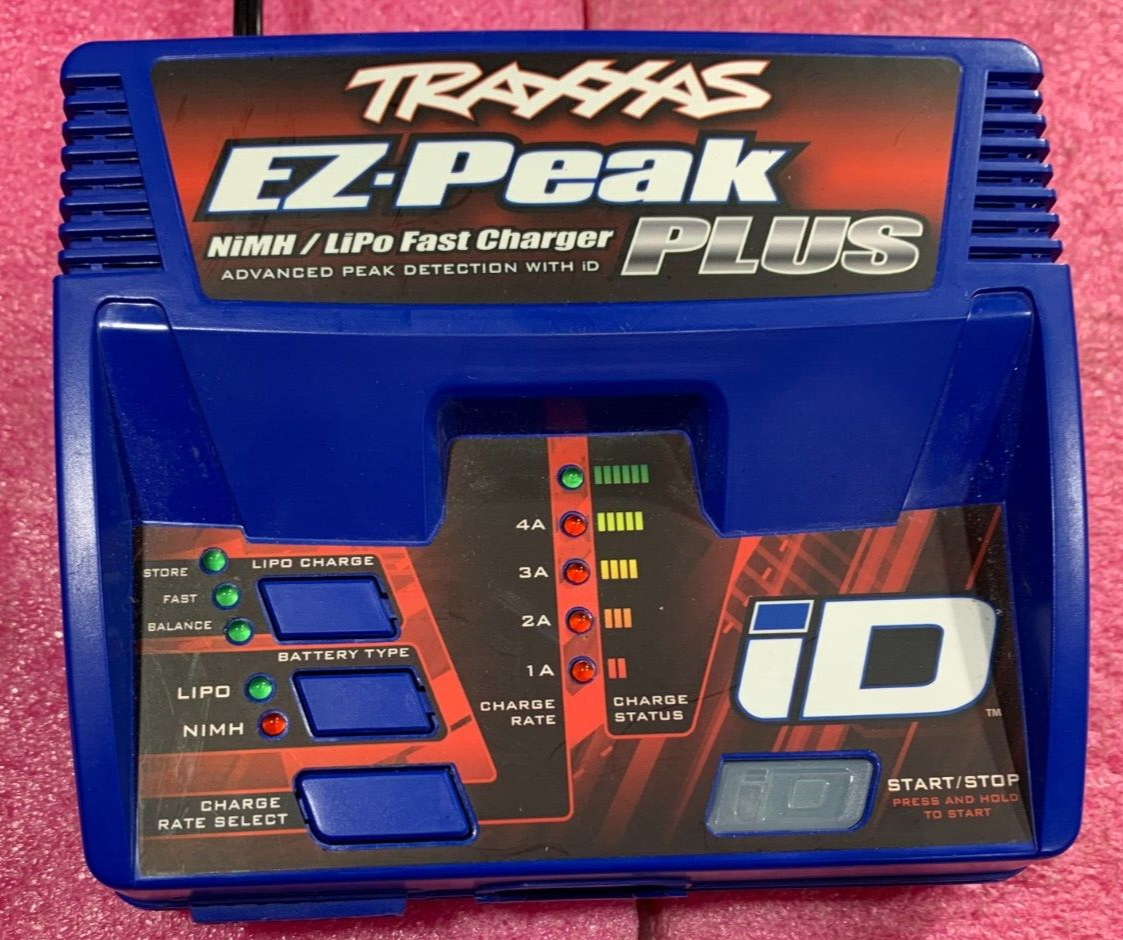 TRAXXAS
EZ-Peak
NiMH / LiPo Fast Charger PLUS
ADVANCED PEAK DETECTION WITH iD
4A
3A
2A
1A
CHARGE RATE
CHARGE STATUS
STORE
FAST
BALANCE
LIPO CHARGE
BATTERY TYPE
LIPO
NIMH
CHARGE
RATE SELECT
iD
TM
iD
START/STOP
PRESS AND HOLD
TO START